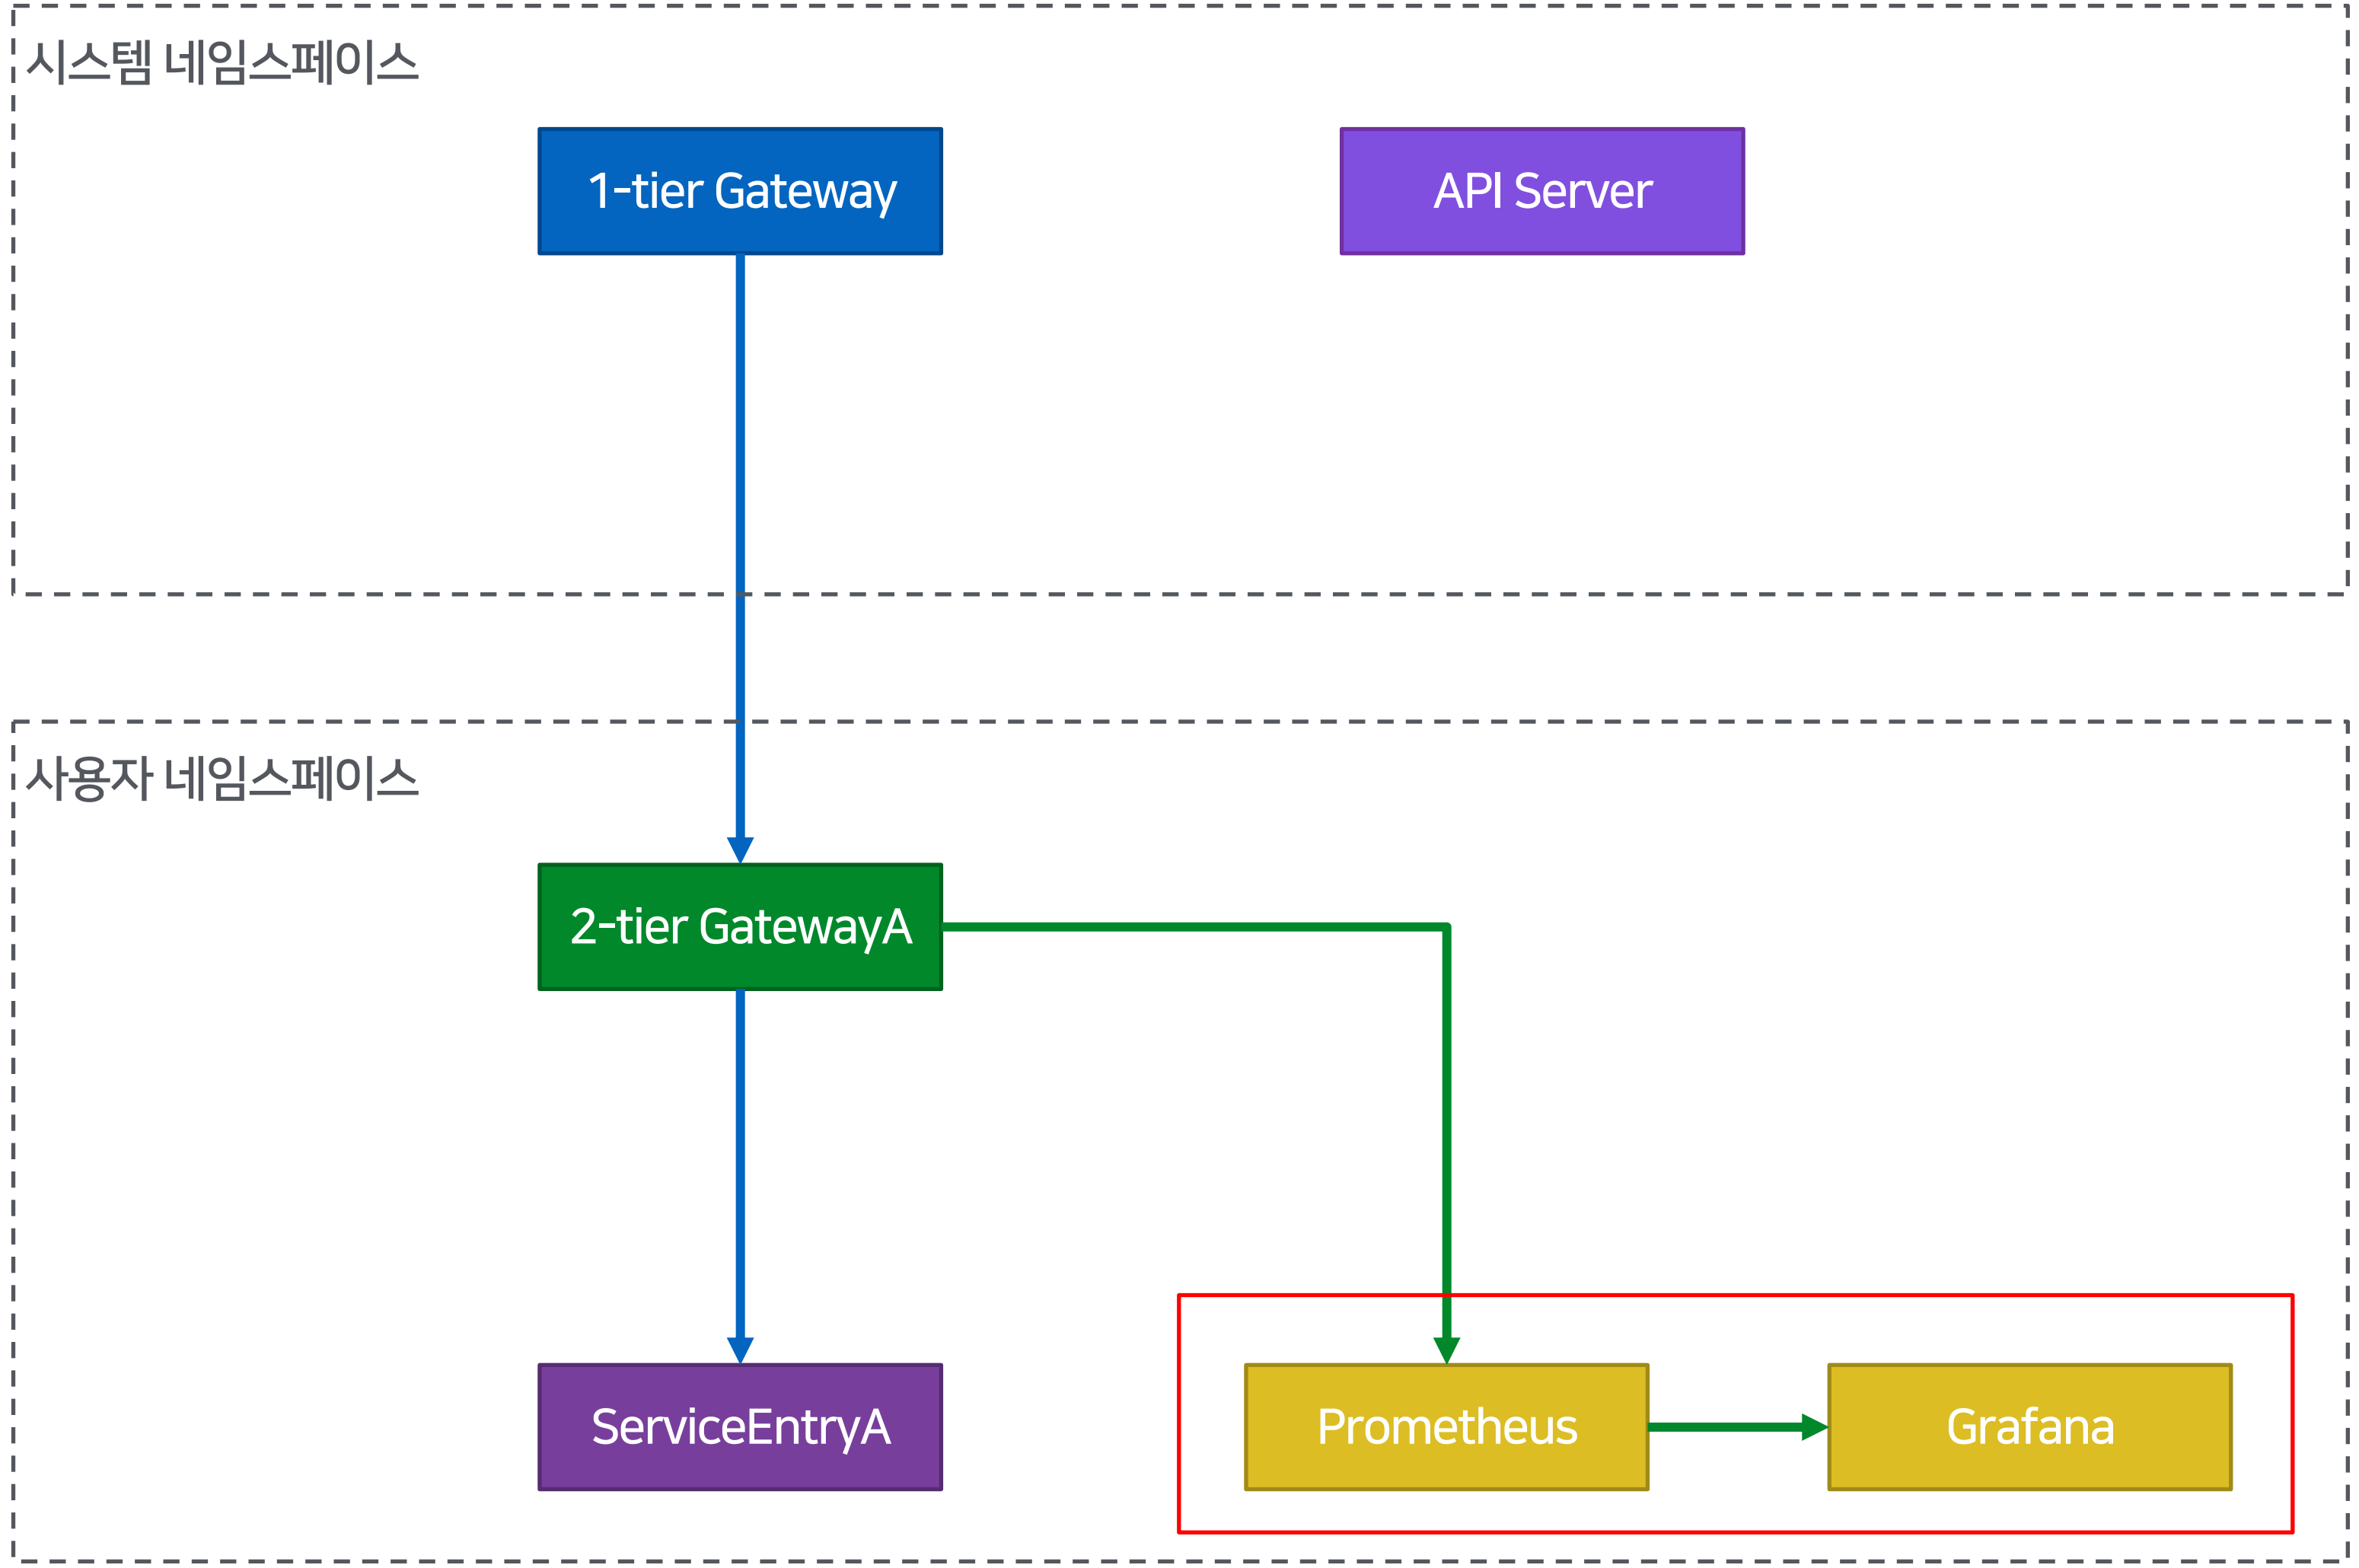 시스템 네임스페이스
1-tier Gateway
API Server
사용자 네임스페이스
2-tier GatewayA
ServiceEntryA
Prometheus
Grafana